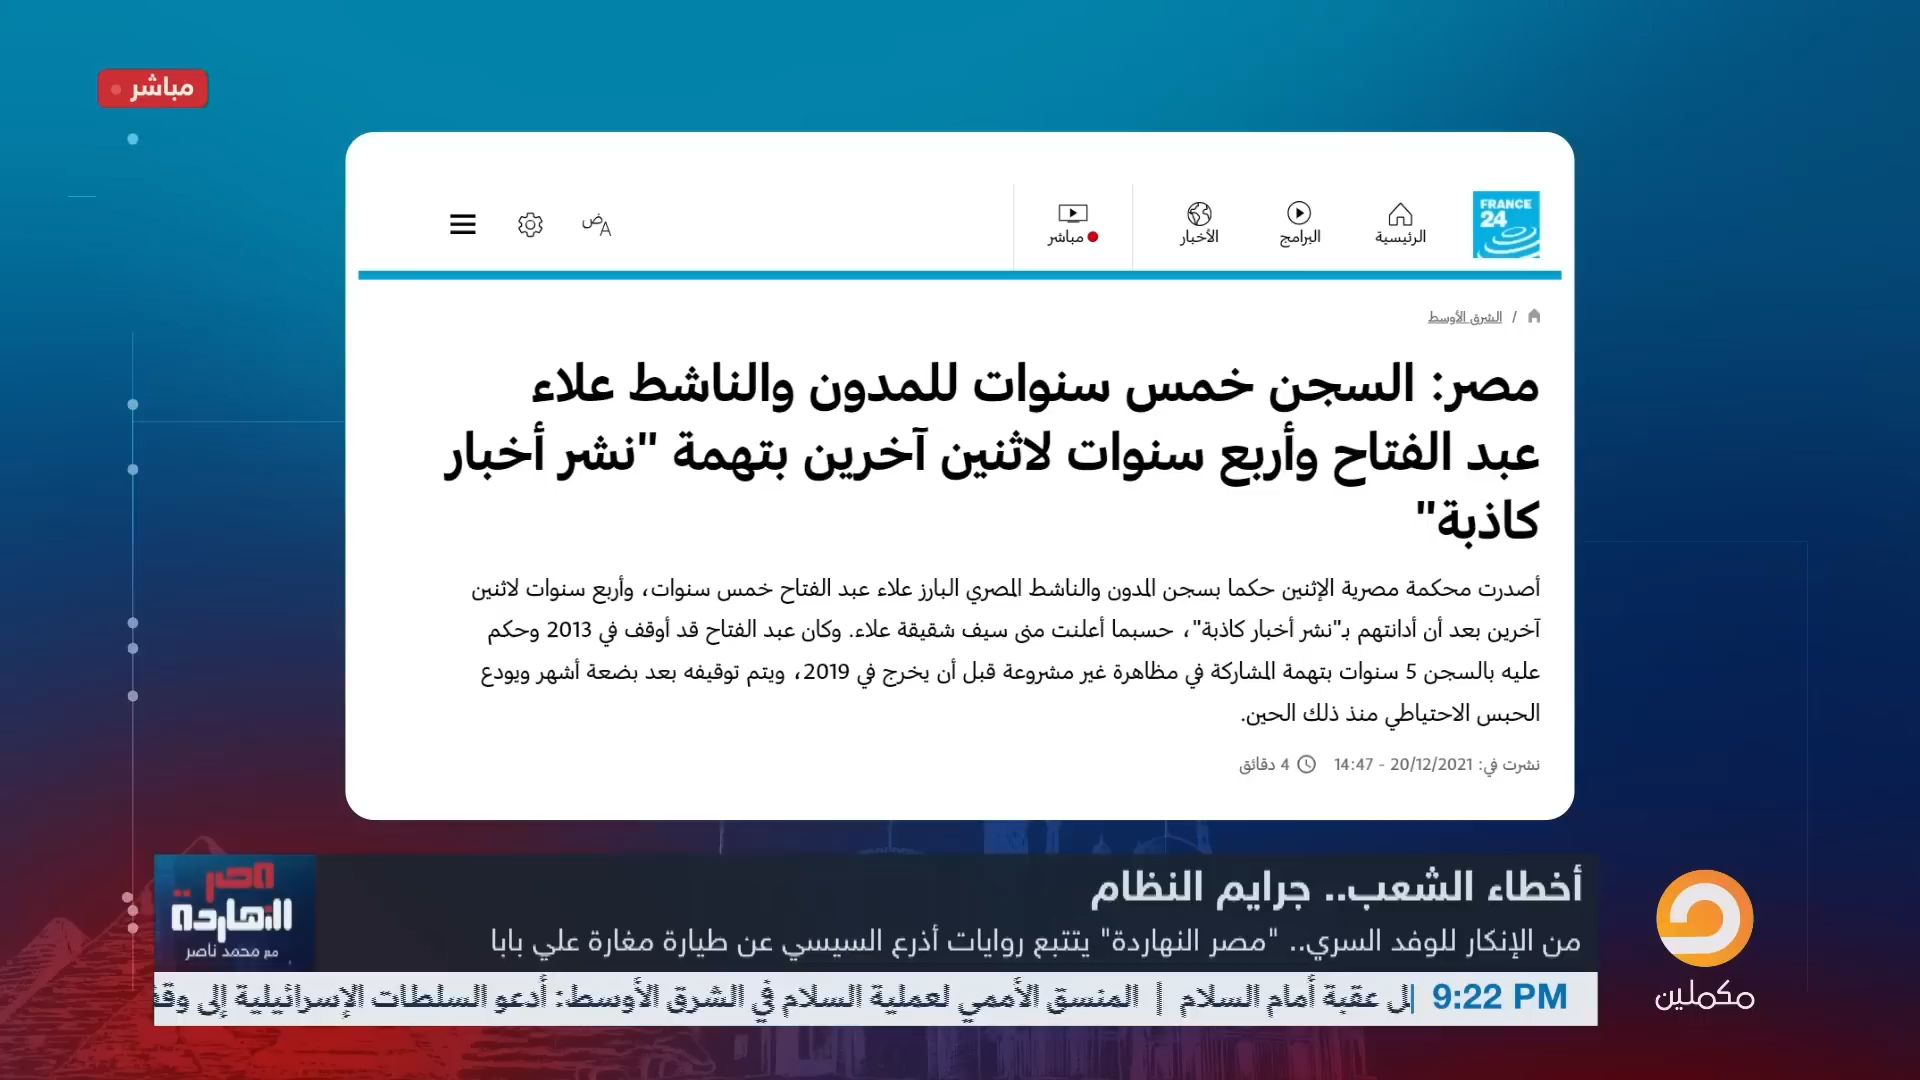 مباشر
FRANCE 24
الرئيسية
البرامج
الأخبار
مباشر
ض A
/ الشرق الأوسط
مصر: السجن خمس سنوات للمدون والناشط علاء
عبد الفتاح وأربع سنوات لاثنين آخرين بتهمة "نشر أخبار
كاذبة"
أصدرت محكمة مصرية الإثنين حكما بسجن المدون والناشط المصري البارز علاء عبد الفتاح خمس سنوات، وأربع سنوات لاثنين
آخرين بعد أن أدانتهم بـ"نشر أخبار كاذبة"، حسبما أعلنت منى سيف شقيقة علاء. وكان عبد الفتاح قد أوقف في 2013 وحكم
عليه بالسجن 5 سنوات بتهمة المشاركة في مظاهرة غير مشروعة قبل أن يخرج في 2019، ويتم توقيفه بعد بضعة أشهر ويودع
الحبس الاحتياطي منذ ذلك الحين.
نشرت في: 20/12/2021 - 14:47 4 دقائق
أخطاء الشعب.. جرايم النظام
من الإنكار للوفد السري.. "مصر النهاردة" يتتبع روايات أذرع السيسي عن طيارة مغارة علي بابا
مصر النهاردة
مع محمد ناصر
9:22 PM
عقبة أمام السلام | المنسق الأممي لعملية السلام في الشرق الأوسط: أدعو السلطات الإسرائيلية إلى
مكملين